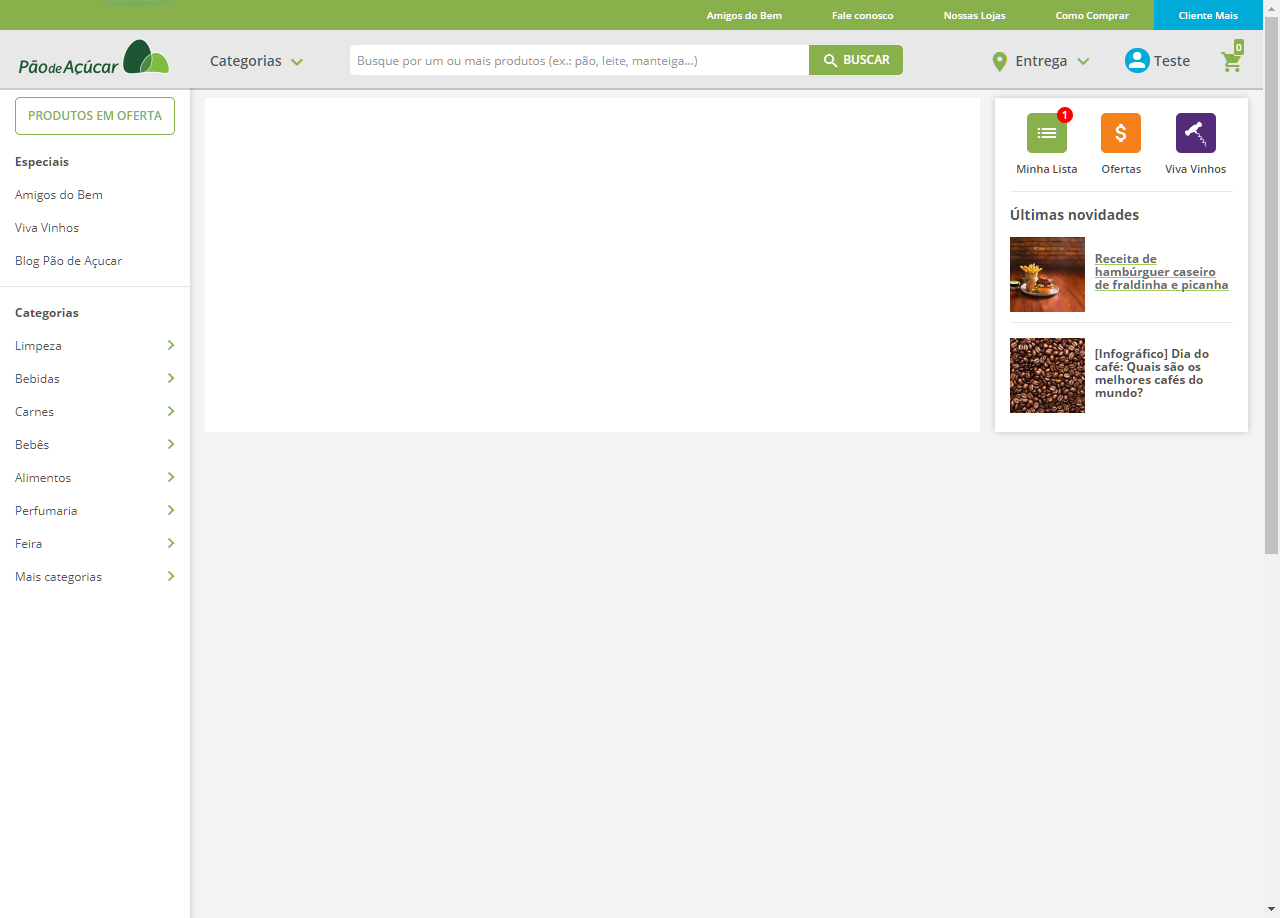 Amigos do Bem
Fale conosco
Nossas Lojas
Como Comprar
Cliente Mais
Pão de Açúcar
Categorias
Busque por um ou mais produtos (ex.: pão, leite, manteiga...)
BUSCAR
Entrega
Teste
0
PRODUTOS EM OFERTA
Especiais
Amigos do Bem
Viva Vinhos
Blog Pão de Açucar
Categorias
Limpeza
Bebidas
Carnes
Bebês
Alimentos
Perfumaria
Feira
Mais categorias
1
$
Minha Lista
Ofertas
Viva Vinhos
Últimas novidades
Receita de
hambúrguer caseiro
de fraldinha e picanha
[Infográfico] Dia do
café: Quais são os
melhores cafés do
mundo?